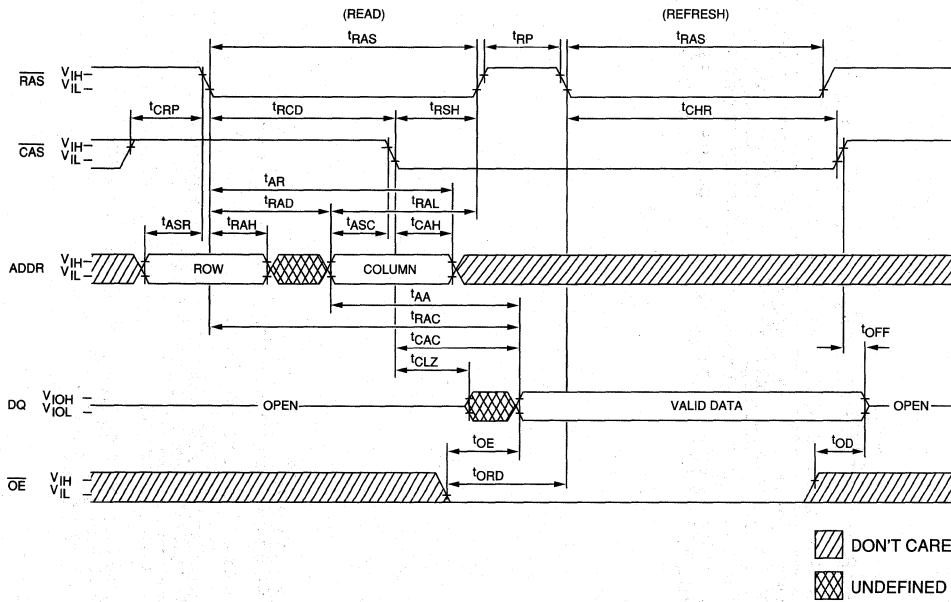 (READ) (REFRESH)
tRAS tRP tRAS
RAS VIH VIL
tCRP tRCD tRSH tCHR
CAS VIH VIL
tAR
tRAD tRAL
tASR tRAH tASC tCAH
ADDR VIH VIL ROW COLUMN
tAA
tRAC
tCAC tOFF
tCLZ
DQ VIOH VIOL OPEN VALID DATA OPEN
tOE tOD
tORD
OE VIH VIL
DON'T CARE
UNDEFINED